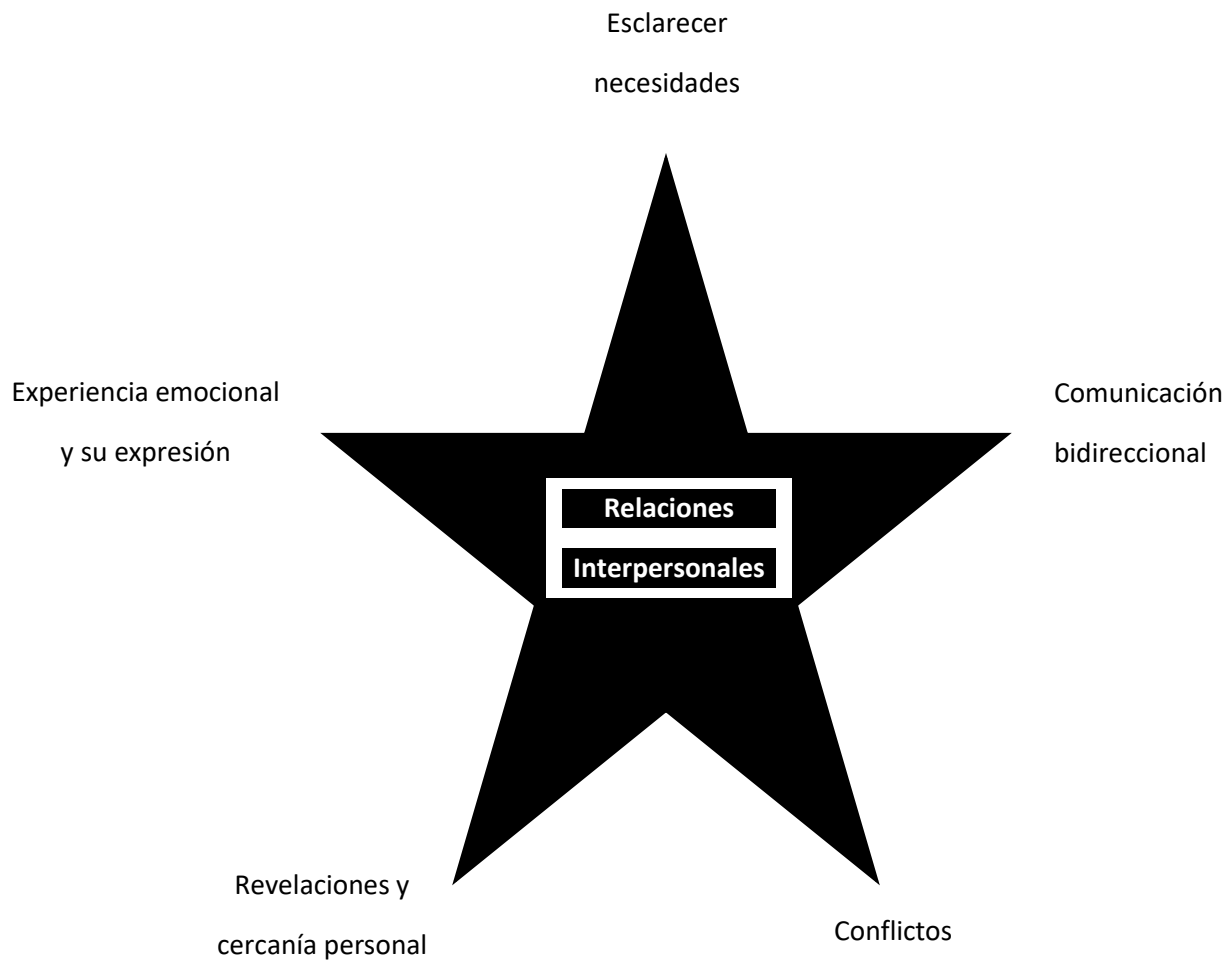 Esclarecer
necesidades
Experiencia emocional
y su expresión
Comunicación
bidireccional
Relaciones
Interpersonales
Revelaciones y
cercanía personal
Conflictos